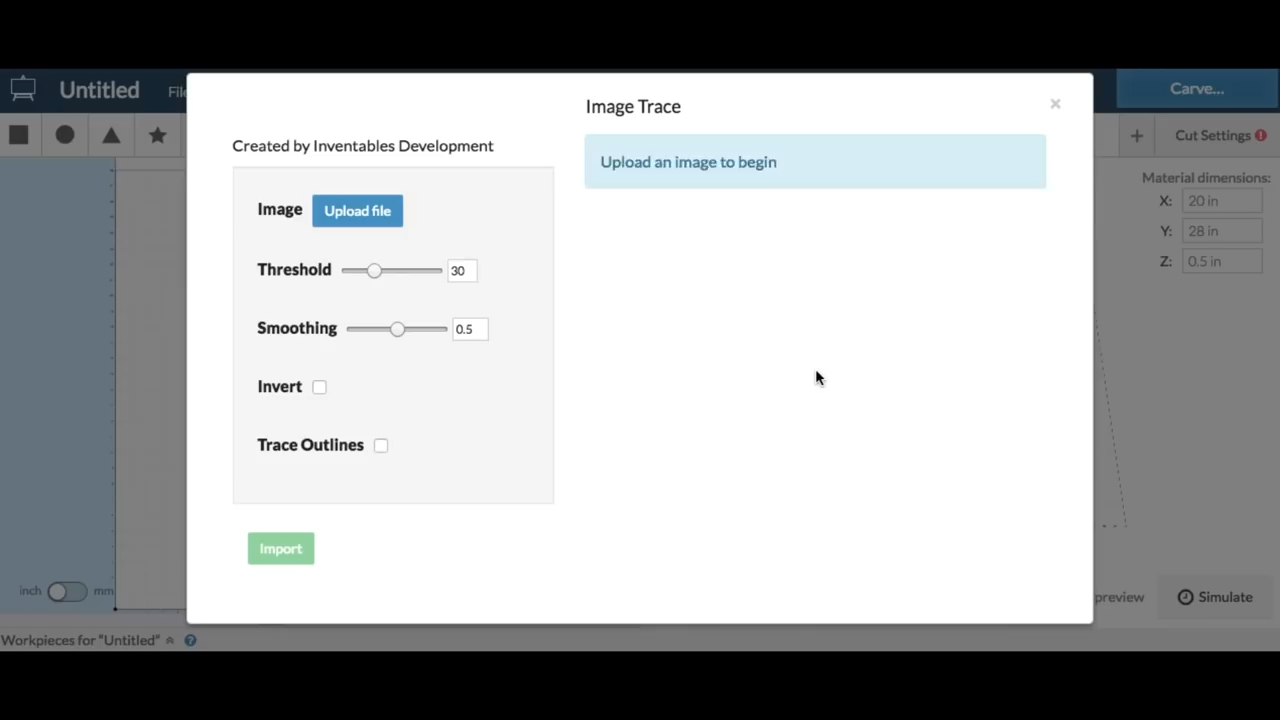 Untitled
File
Carve...
Image Trace
×
Created by Inventables Development
Upload an image to begin
Image
Upload file
Threshold
30
Smoothing
0.5
Invert
Trace Outlines
Import
+
Cut Settings
Material dimensions:
X: 20 in
Y: 28 in
Z: 0.5 in
inch
mm
preview
Simulate
Workpieces for “Untitled”
?